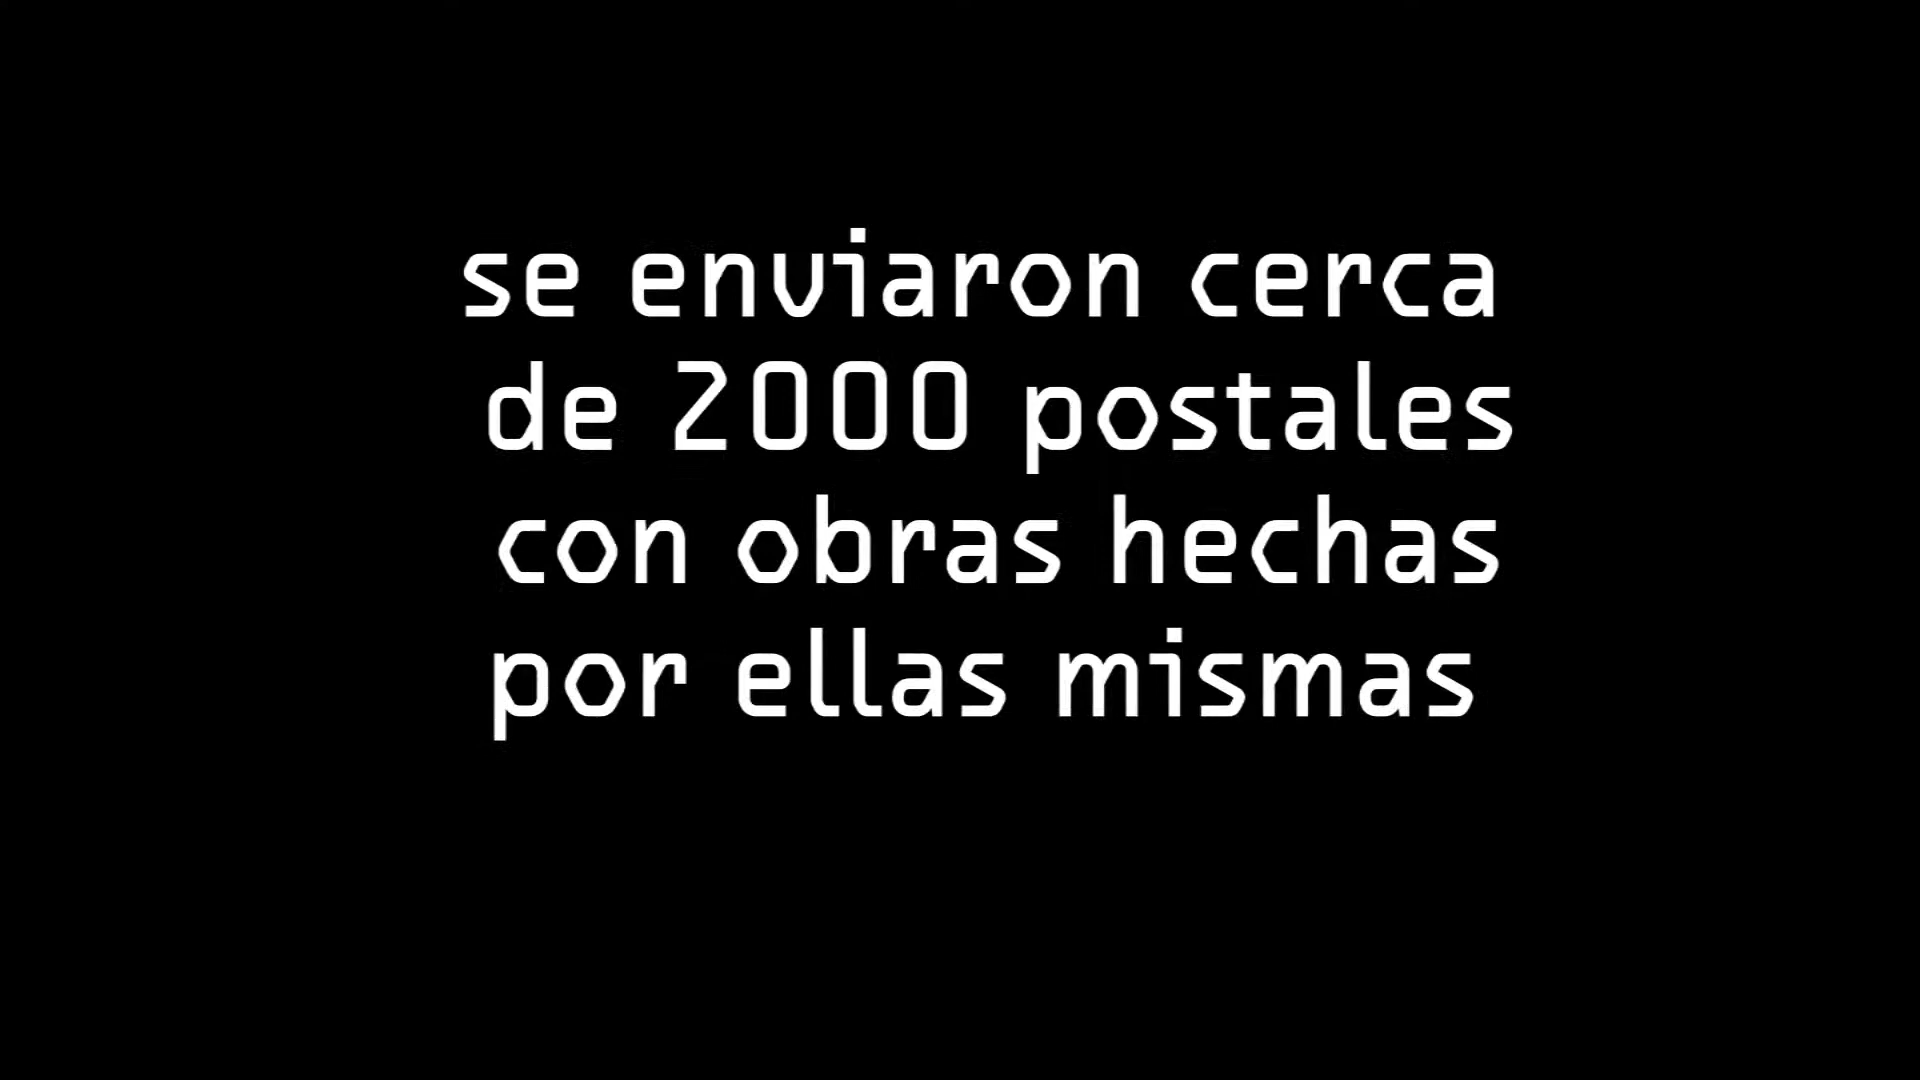 se enviaron cerca
de 2000 postales
con obras hechas
por ellas mismas